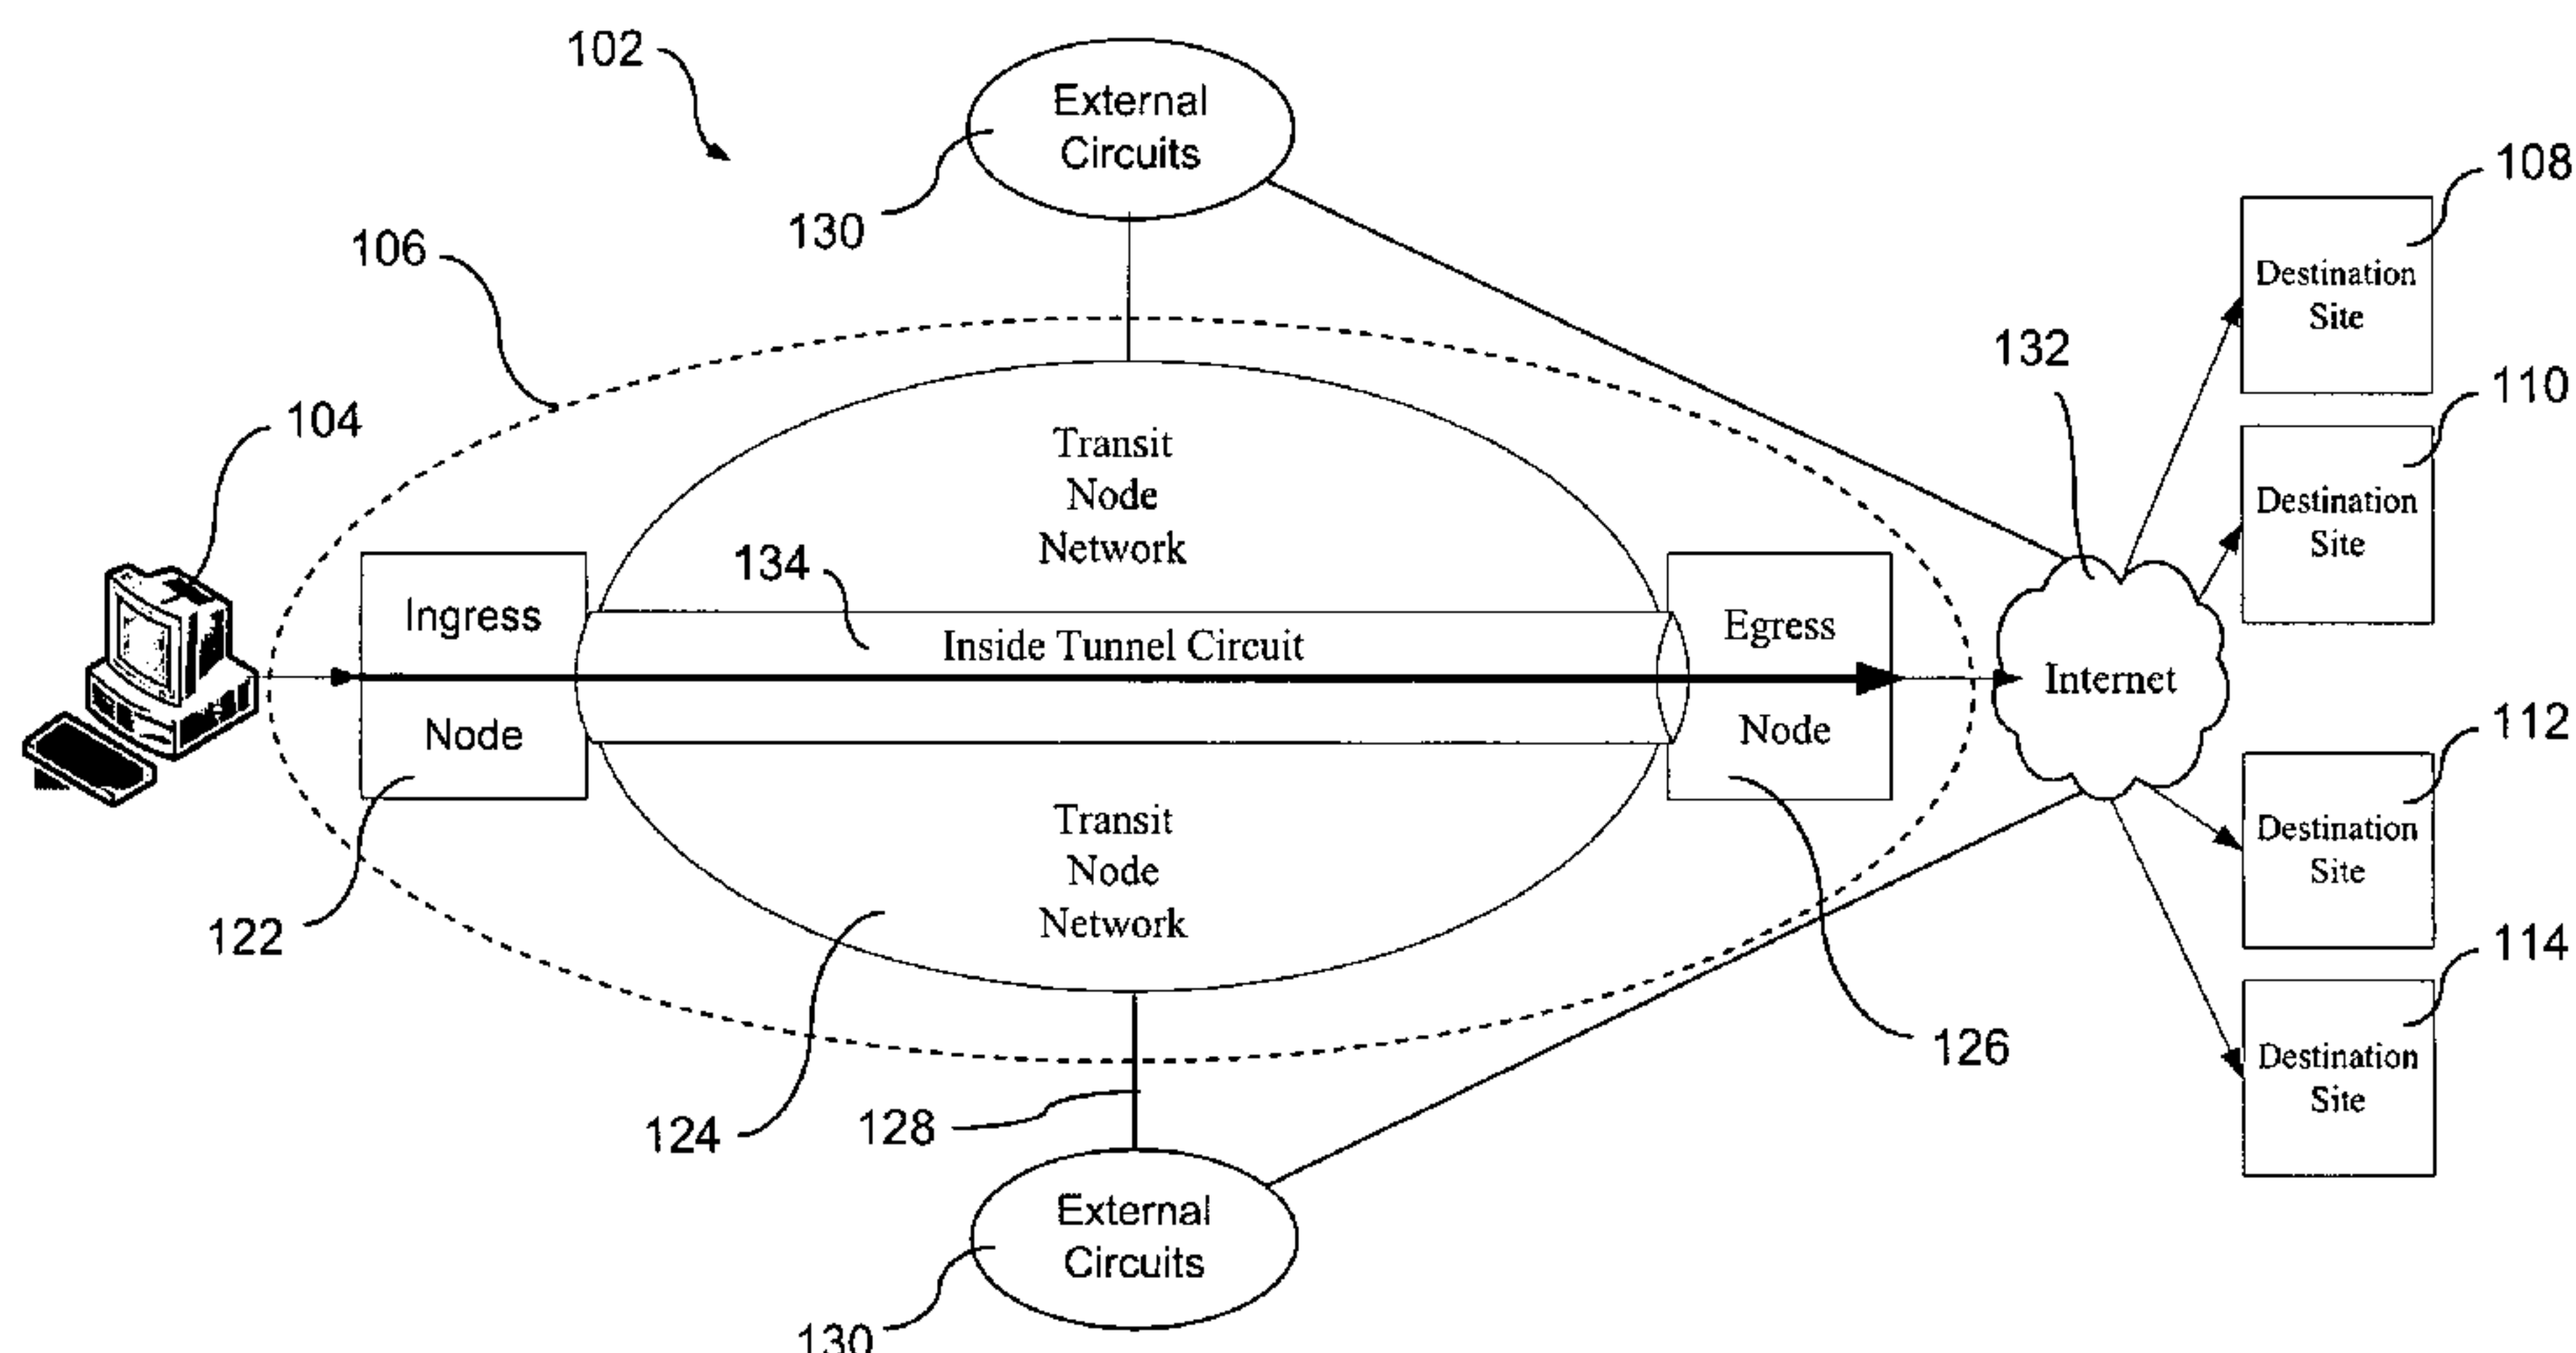 102
External
Circuits
130
106
108
Destination
Site
132
110
Destination
Site
104
Transit
Node
Network
134
Ingress
Node
Inside Tunnel Circuit
Egress
Node
Internet
122
Transit
Node
Network
112
Destination
Site
114
Destination
Site
124
128
126
External
Circuits
130